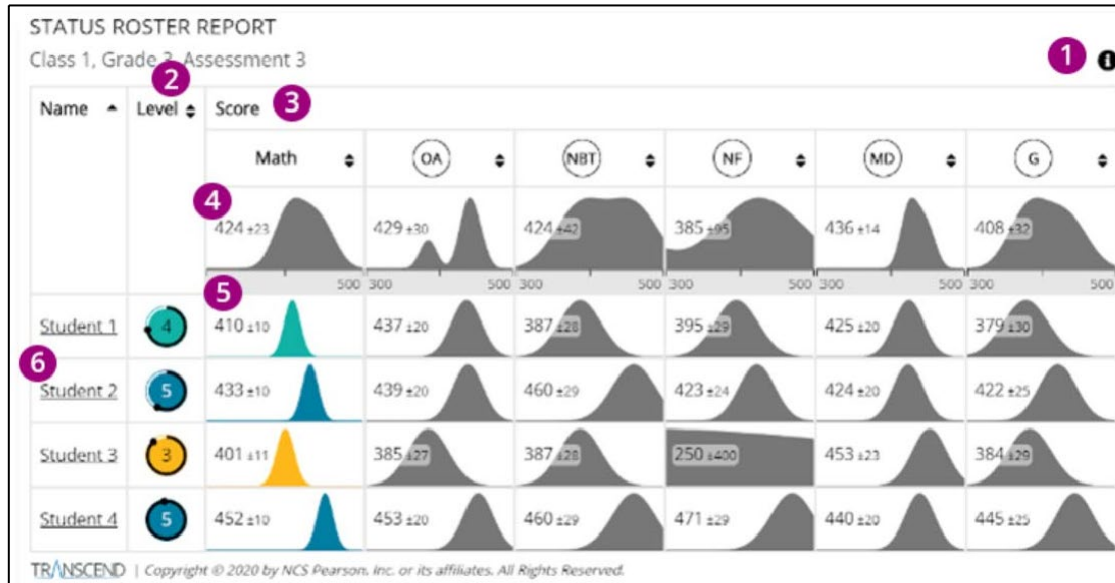 STATUS ROSTER REPORT
Class 1, Grade 3, Assessment 3
1
2
Name Level Score 3
Math OA NBT NF MD G
4
424 ±23 429 ±30 424 ±42 385 ±95 436 ±14 408 ±32
500 300 500 300 500 300 500 300 500 300 500
5
Student 1 4 410 ±10 437 ±20 387 ±28 395 ±29 425 ±20 379 ±30
6
Student 2 5 433 ±10 439 ±20 460 ±29 423 ±24 424 ±20 422 ±25
Student 3 3 401 ±11 385 ±27 387 ±28 250 ±400 453 ±23 384 ±29
Student 4 5 452 ±10 453 ±20 460 ±29 471 ±29 440 ±20 445 ±25
TRANSCEND | Copyright © 2020 by NCS Pearson, Inc. or its affiliates. All Rights Reserved.